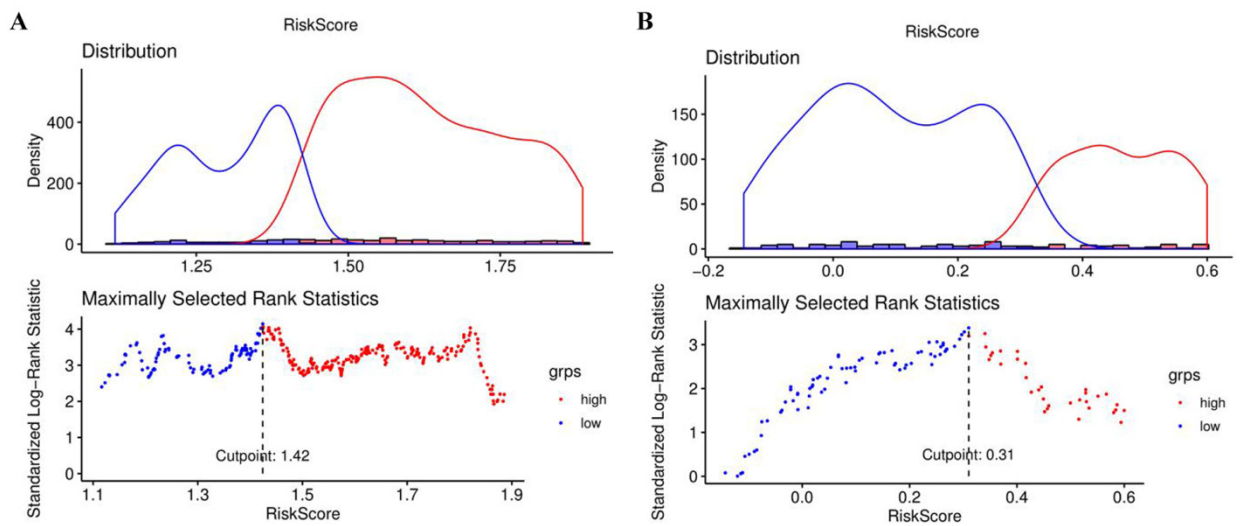 A
RiskScore
Distribution
Density
400
200
0
1.25
1.50
1.75
Maximally Selected Rank Statistics
Standardized Log–Rank Statistic
4
3
2
1
0
Cutpoint: 1.42
grps
high
low
1.1
1.3
1.5
1.7
1.9
RiskScore
B
RiskScore
Distribution
Density
150
100
50
0
−0.2
0.0
0.2
0.4
0.6
Maximally Selected Rank Statistics
Standardized Log–Rank Statistic
3
2
1
0
Cutpoint: 0.31
grps
high
low
0.0
0.2
0.4
0.6
RiskScore